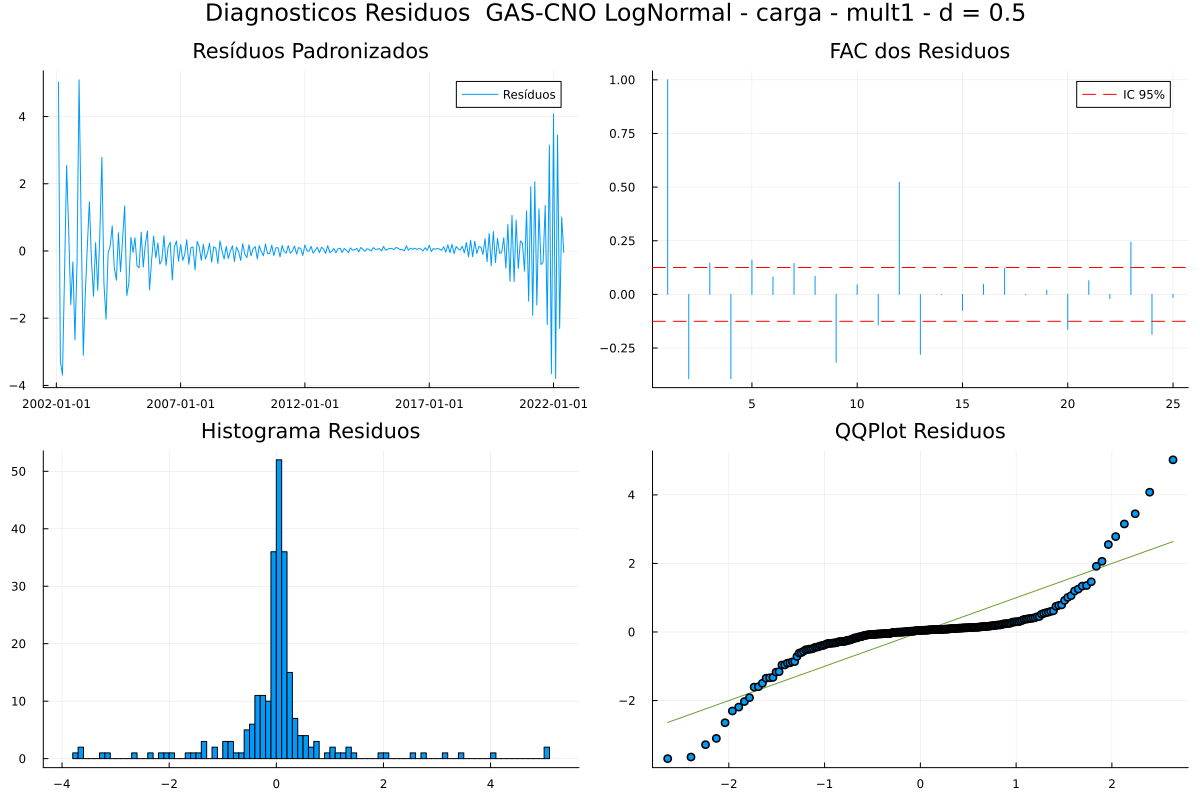 Diagnosticos Residuos  GAS-CNO LogNormal - carga - mult1 - d = 0.5
Resíduos Padronizados
Resíduos
4
2
0
−2
−4
2002-01-01 2007-01-01 2012-01-01 2017-01-01 2022-01-01
FAC dos Residuos
IC 95%
1.00
0.75
0.50
0.25
0.00
−0.25
5 10 15 20 25
Histograma Residuos
50
40
30
20
10
0
−4 −2 0 2 4
QQPlot Residuos
4
2
0
−2
−2 −1 0 1 2